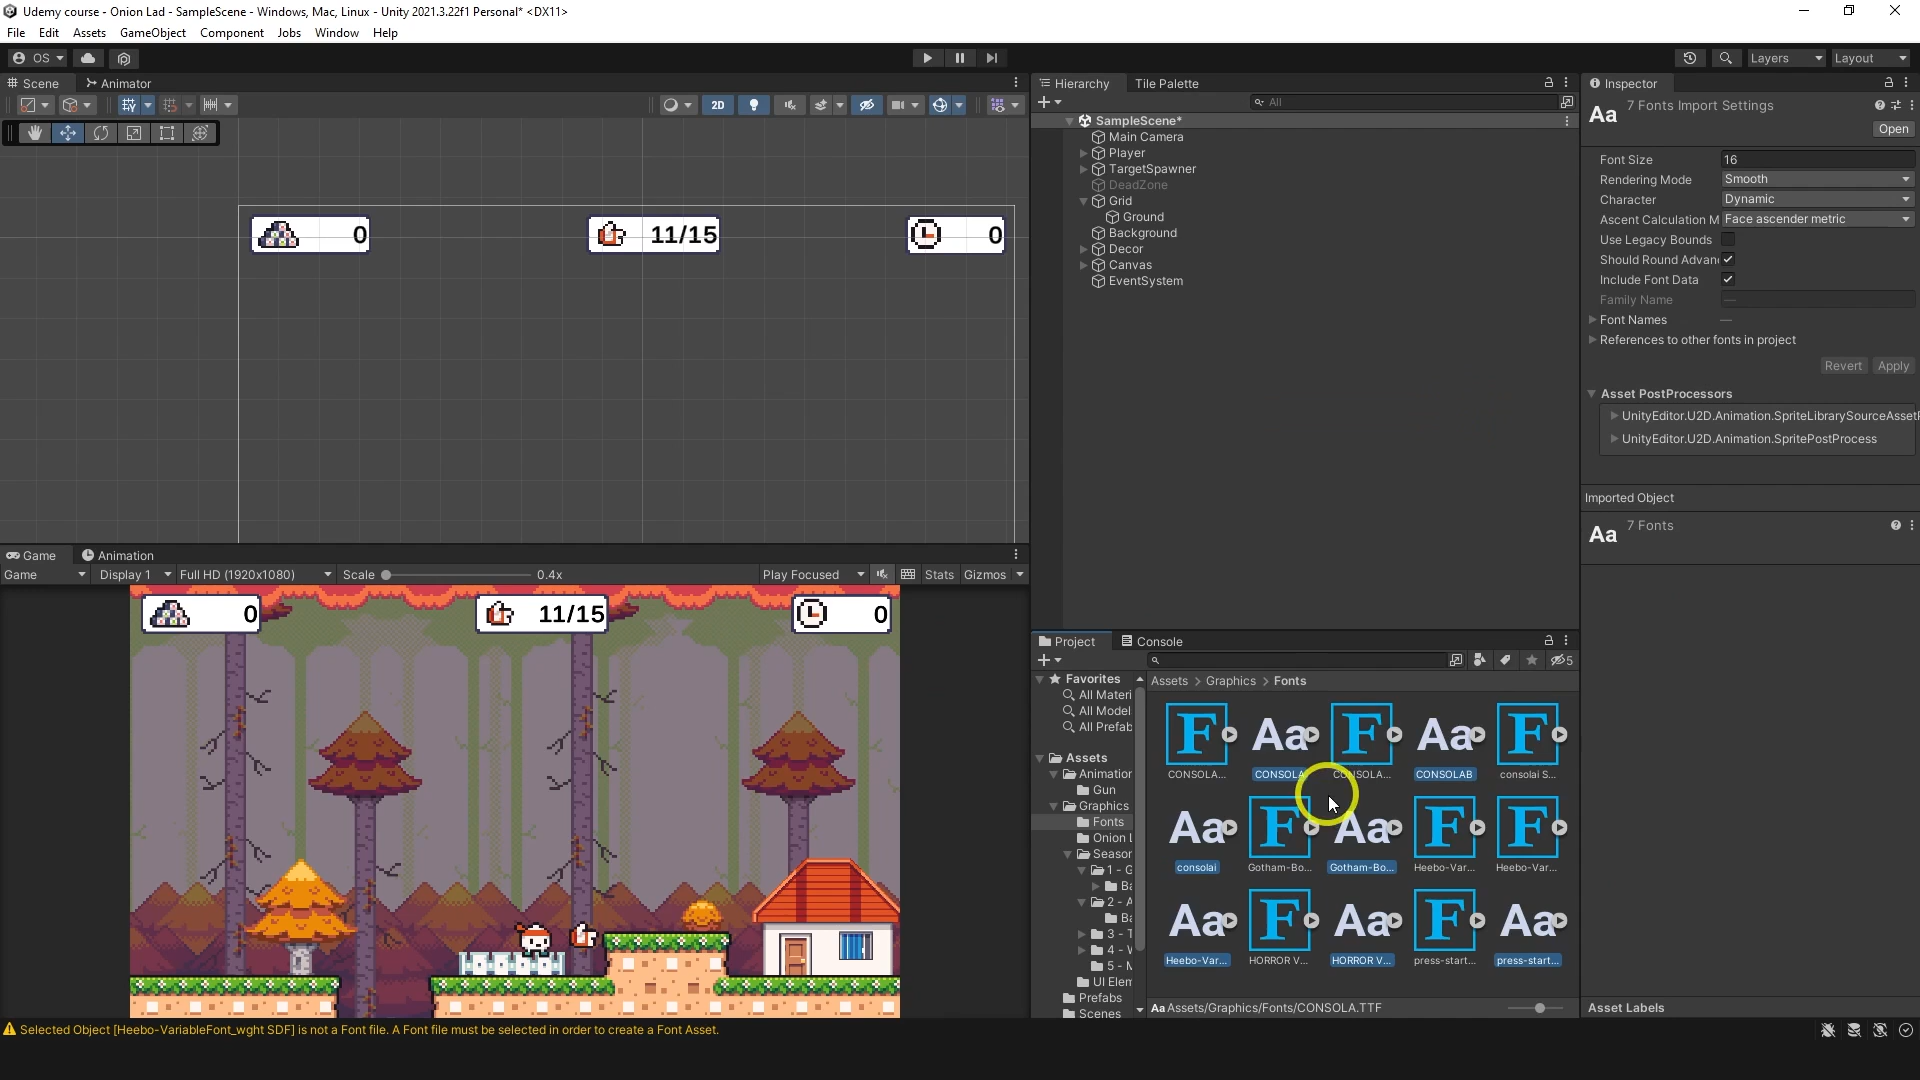 Udemy course - Onion Lad - SampleScene - Windows, Mac, Linux - Unity 2021.3.22f1 Personal* <DX11>
File Edit Assets GameObject Component Jobs Window Help
OS Layers Layout
Scene Animator
2D
0 11/15 0
Game Animation
Game Display 1 Full HD (1920x1080) Scale 0.4x Play Focused Stats Gizmos
0 11/15 0
Hierarchy Tile Palette
All
SampleScene*
Main Camera
Player
TargetSpawner
DeadZone
Grid
Ground
Background
Decor
Canvas
EventSystem
Project Console
5
Favorites
All Materi
All Model
All Prefab
Assets
Animation
Gun
Graphics
Fonts
Onion L
Season
1 - G
Ba
2 - A
Ba
3 - T
4 - W
5 - M
UI Elem
Prefabs
Scenes
Assets > Graphics > Fonts
CONSOLA... CONSOLA CONSOLA... CONSOLAB consolai S...
consolai Gotham-Bo... Gotham-Bo... Heebo-Var... Heebo-Var...
Heebo-Var... HORROR V... HORROR V... press-start... press-start...
Aa Assets/Graphics/Fonts/CONSOLA.TTF
Inspector
Aa 7 Fonts Import Settings
Open
Font Size 16
Rendering Mode Smooth
Character Dynamic
Ascent Calculation M Face ascender metric
Use Legacy Bounds
Should Round Advan
Include Font Data
Family Name —
Font Names —
References to other fonts in project
Revert Apply
Asset PostProcessors
UnityEditor.U2D.Animation.SpriteLibrarySourceAssetP
UnityEditor.U2D.Animation.SpritePostProcess
Imported Object
Aa 7 Fonts
Asset Labels
Selected Object [Heebo-VariableFont_wght SDF] is not a Font file. A Font file must be selected in order to create a Font Asset.